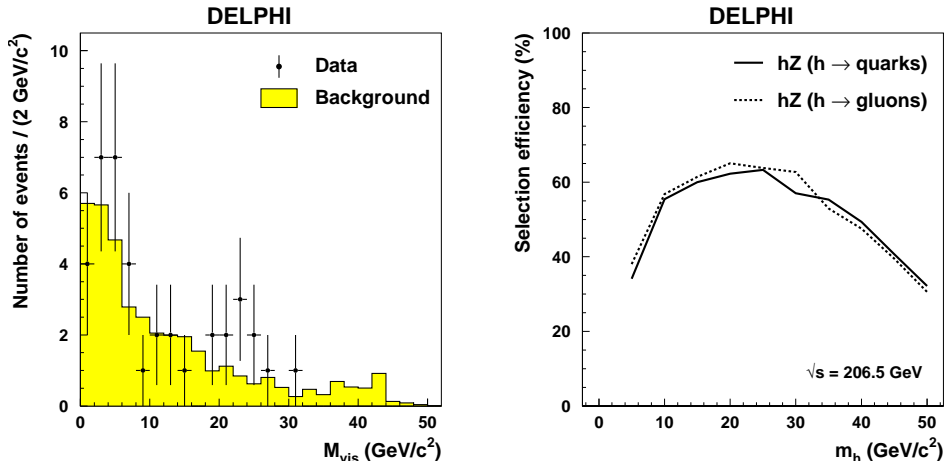 DELPHI
Number of events / (2 GeV/c²)
10
8
6
4
2
0
Data
Background
0 10 20 30 40 50
M_vis (GeV/c²)
DELPHI
Selection efficiency (%)
100
80
60
40
20
0
hZ (h → quarks)
hZ (h → gluons)
√s = 206.5 GeV
0 10 20 30 40 50
m_h (GeV/c²)